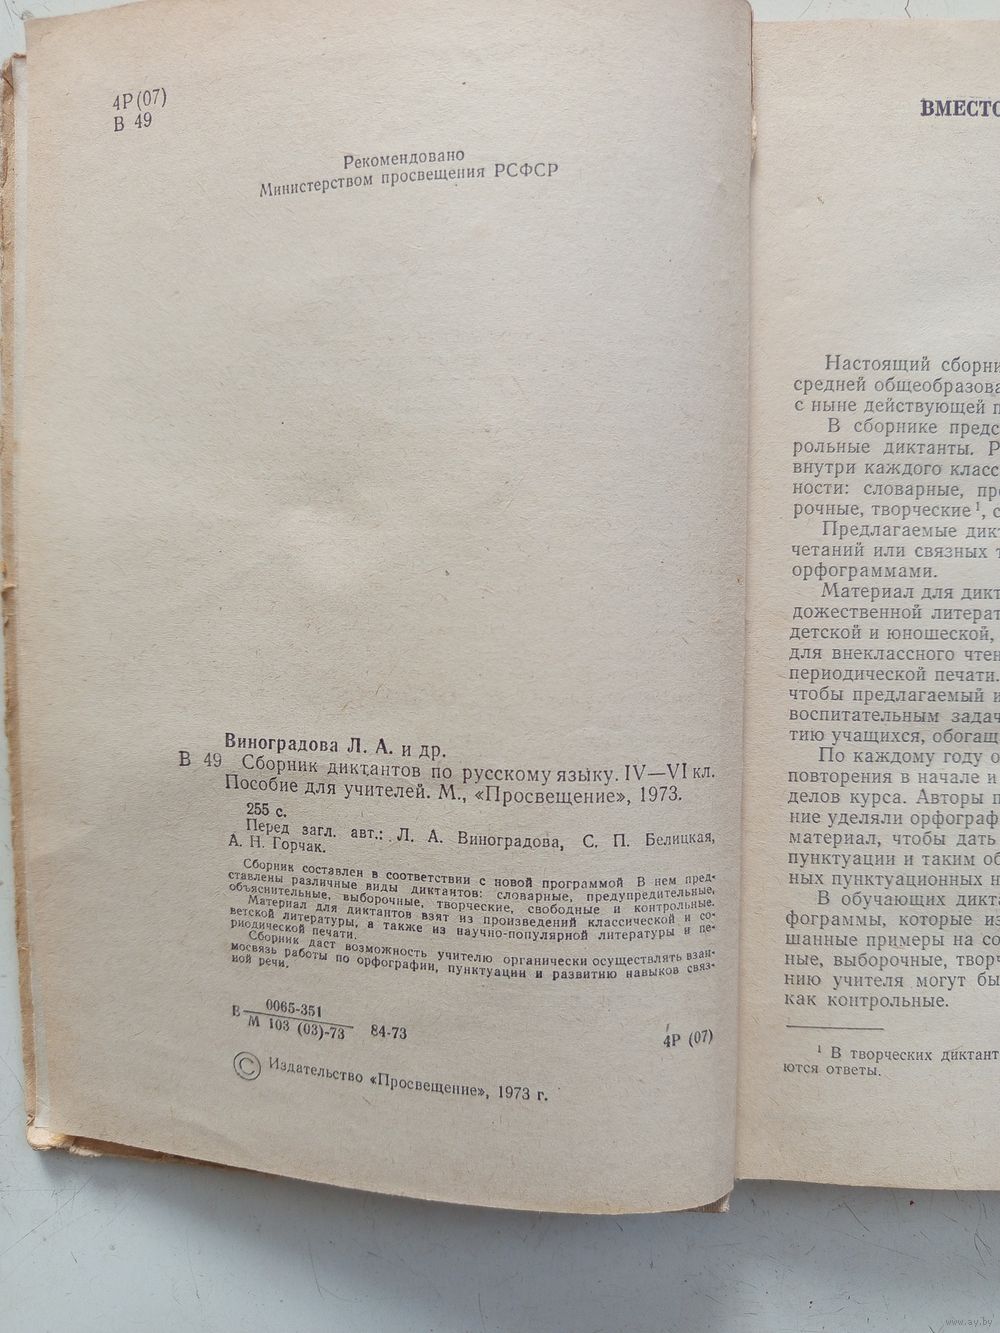 4Р(07)
В 49
Рекомендовано
Министерством просвещения РСФСР
Виноградова Л. А. и др.
В 49 Сборник диктантов по русскому языку. IV—VI кл.
Пособие для учителей. М., «Просвещение», 1973.
255 с.
Перед загл. авт.: Л. А. Виноградова, С. П. Белицкая,
А. Н. Горчак.
Сборник составлен в соответствии с новой программой В нем пред-
ставлены различные виды диктантов: словарные, предупредительные,
объяснительные, выборочные, творческие, свободные и контрольные.
Материал для диктантов взят из произведений классической и со-
ветской литературы, а также из научно-популярной литературы и пе-
риодической печати.
Сборник даст возможность учителю органически осуществлять взаи-
мосвязь работы по орфографии, пунктуации и развитию навыков связ-
ной речи.
В 0065-351
М 103 (03)-73 84-73
4Р (07)
© Издательство «Просвещение», 1973 г.
ВМЕСТО
Настоящий сборни
средней общеобразова
с ныне действующей п
В сборнике предс
рольные диктанты. Р
внутри каждого класс
ности: словарные, пре
рочные, творческие¹, с
Предлагаемые дикт
четаний или связных т
орфограммами.
Материал для дикт
дожественной литерат
детской и юношеской,
для внеклассного чтен
периодической печати.
чтобы предлагаемый и
воспитательным задач
тию учащихся, обогащ
По каждому году о
повторения в начале и
делов курса. Авторы п
ние уделяли орфограф
материал, чтобы дать
пунктуации и таким об
ных пунктуационных н
В обучающих дикта
фограммы, которые из
шанные примеры на со
ные, выборочные, творч
нию учителя могут бы
как контрольные.
¹ В творческих диктант
ются ответы.
www.ay.by